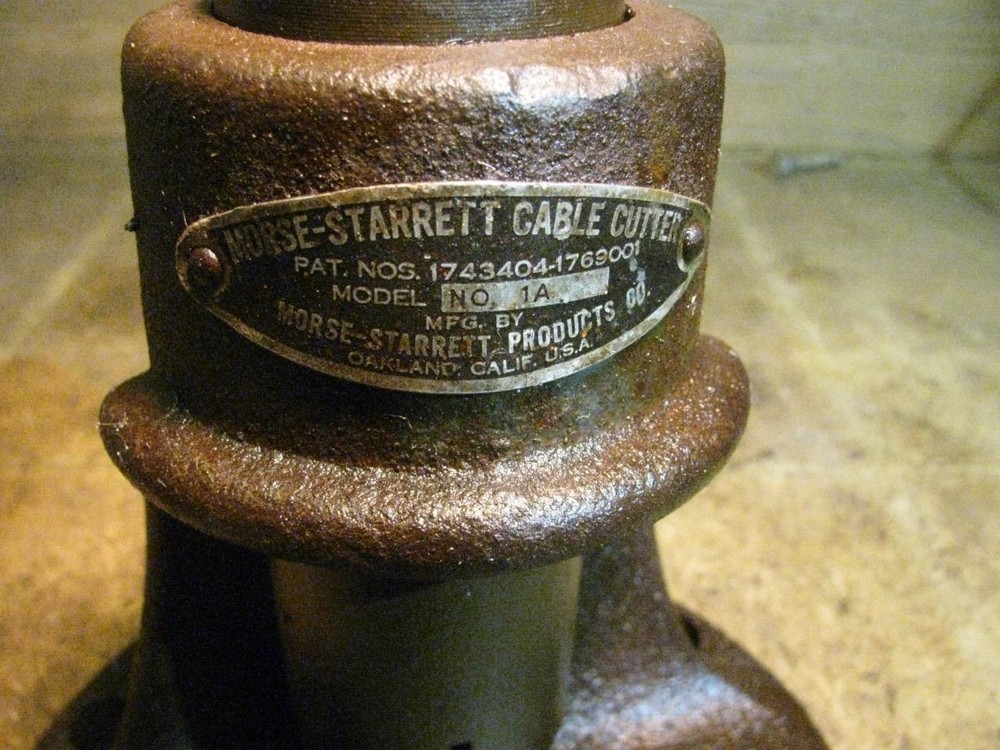 MORSE-STARRETT CABLE CUTTER
PAT. NOS. 1743404-1769001
MODEL NO. 1A
MFG. BY
MORSE-STARRETT PRODUCTS CO.
OAKLAND, CALIF. U.S.A.